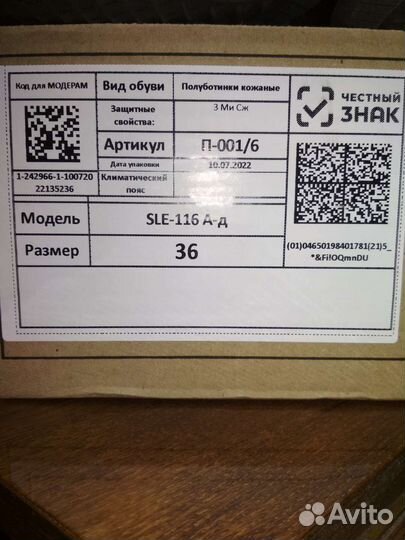 Код для МОДЕРАМ
Вид обуви
Полуботинки кожаные
ЧЕСТНЫЙ
ЗНАК
Защитные
свойства:
3 Ми Сж
Артикул
П-001/6
Дата упаковки
10.07.2022
1-242966-1-100720
22135236
Климатический
пояс
Модель
SLE-116 А-д
Размер
36
(01)04650198401781(21)5_
*&FilOQmnDU
Avito